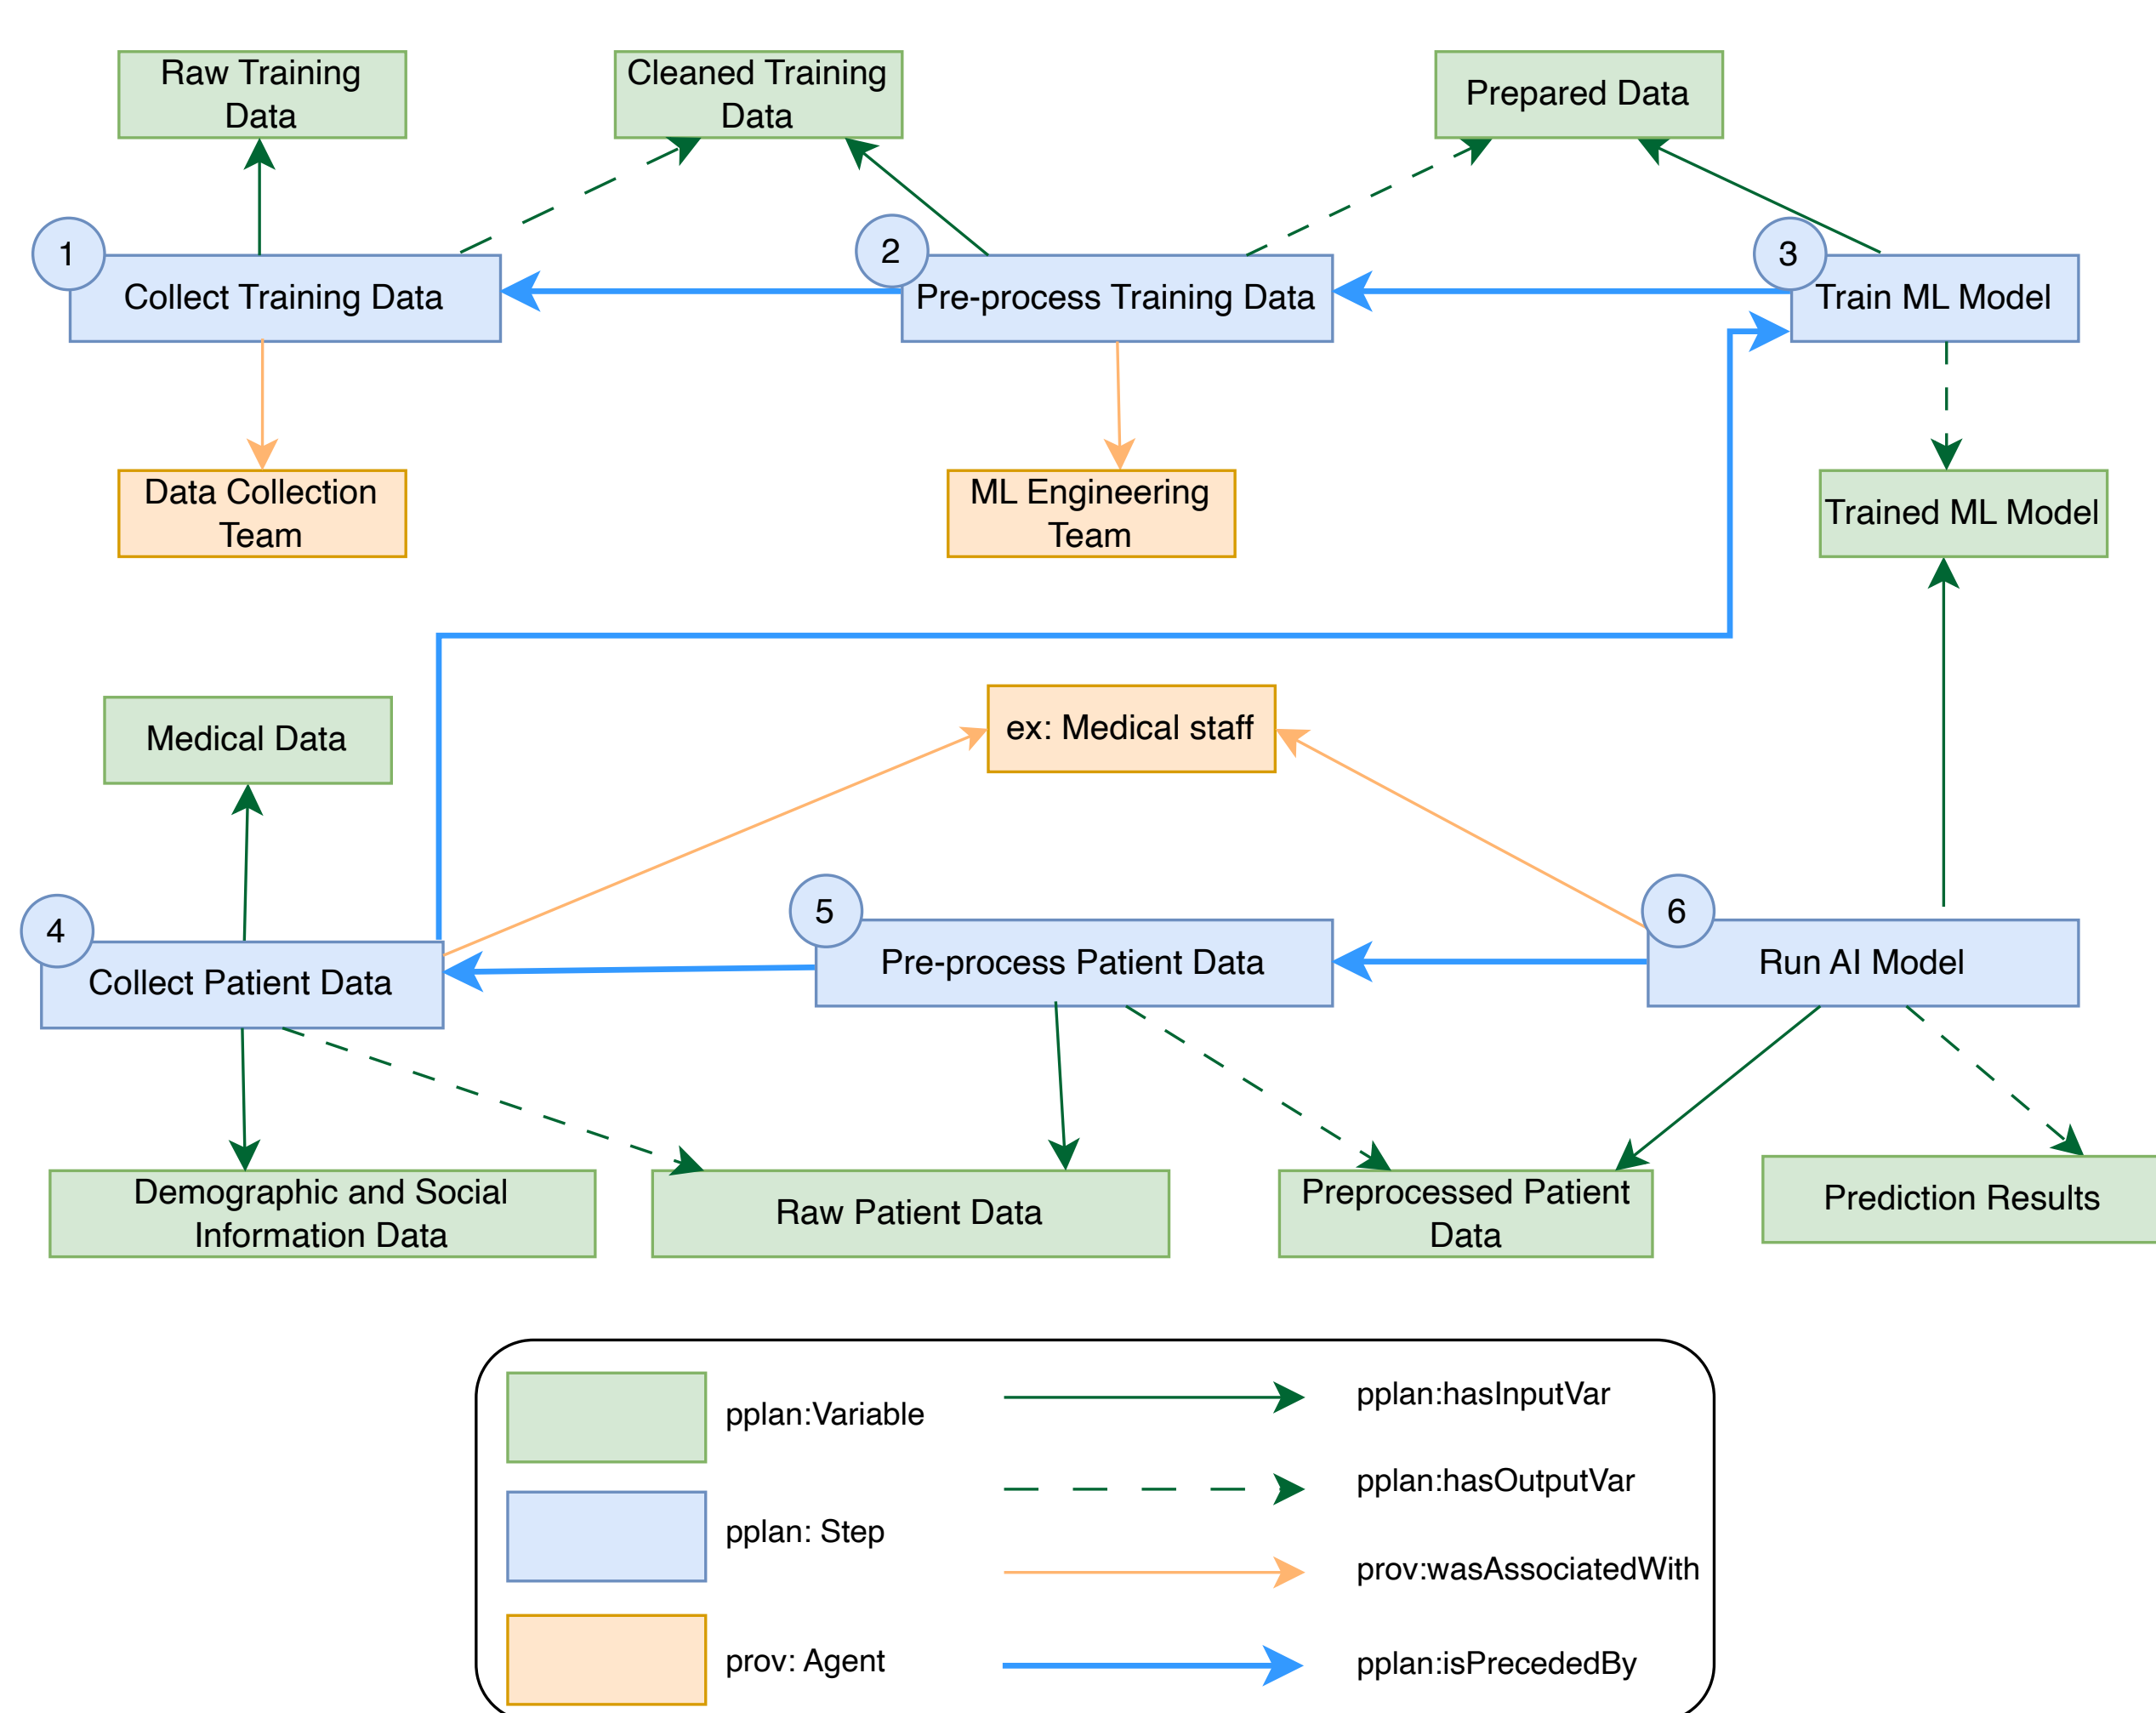 Raw Training
Data
Cleaned Training
Data
Prepared Data
1
Collect Training Data
2
Pre-process Training Data
3
Train ML Model
Data Collection
Team
ML Engineering
Team
Trained ML Model
Medical Data
ex: Medical staff
4
Collect Patient Data
5
Pre-process Patient Data
6
Run AI Model
Demographic and Social
Information Data
Raw Patient Data
Preprocessed Patient
Data
Prediction Results
pplan:Variable
pplan: Step
prov: Agent
pplan:hasInputVar
pplan:hasOutputVar
prov:wasAssociatedWith
pplan:isPrecededBy